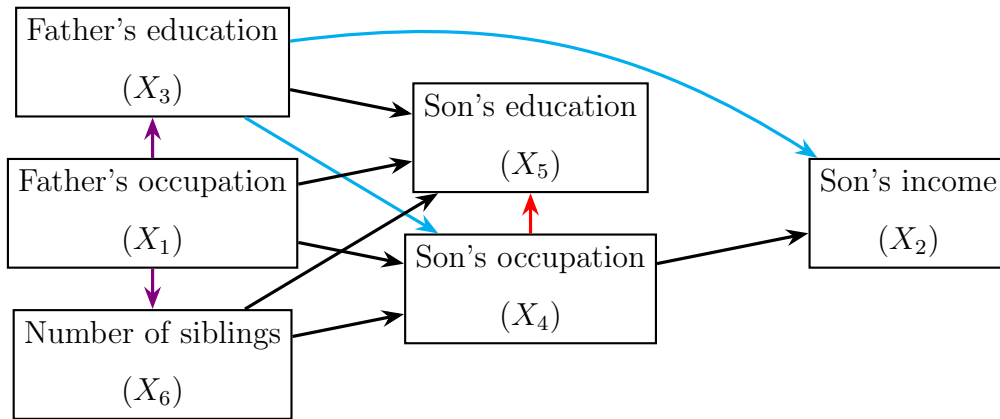 Father's education
(X₃)
Son's education
(X₅)
Father's occupation
(X₁)
Son's income
(X₂)
Son's occupation
(X₄)
Number of siblings
(X₆)